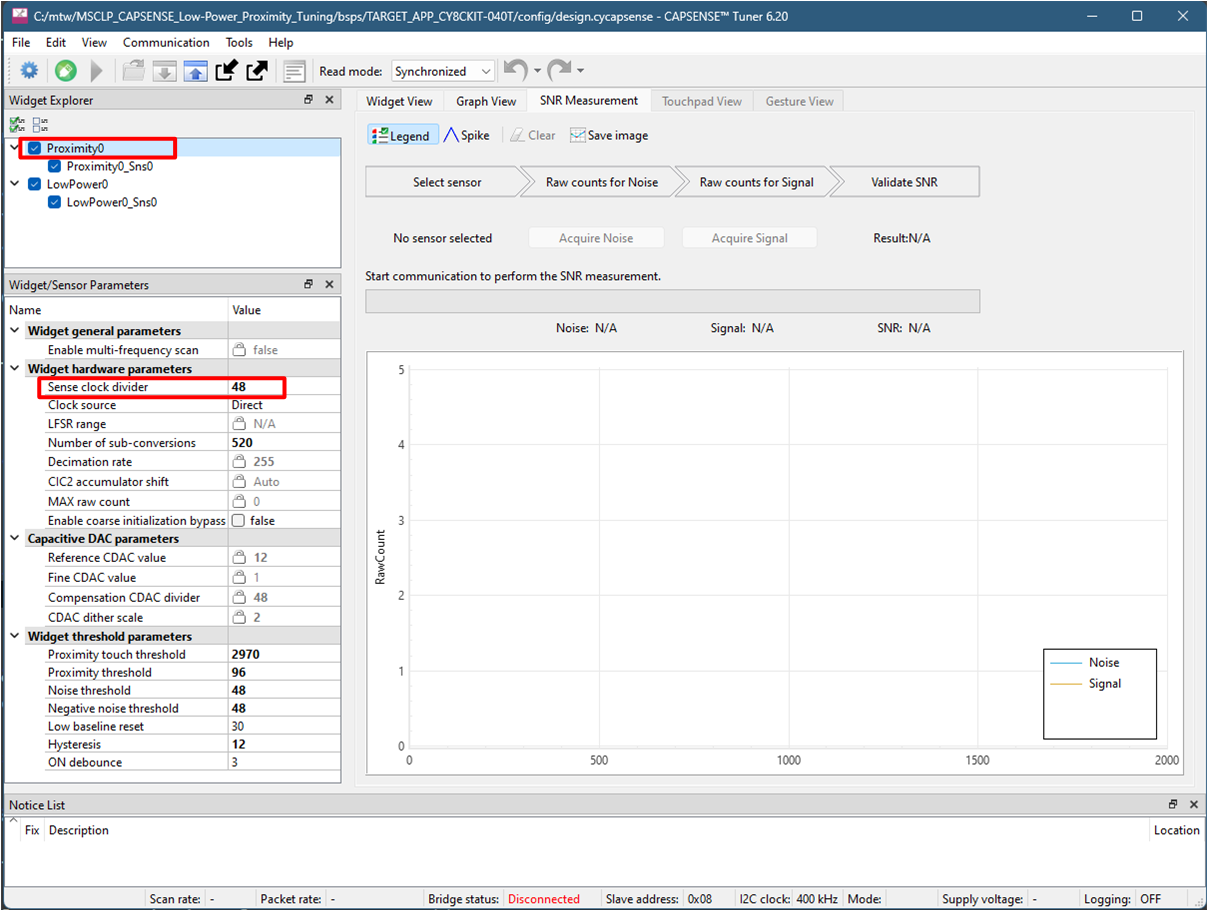 C:/mtw/MSCLP_CAPSENSE_Low-Power_Proximity_Tuning/bsps/TARGET_APP_CY8CKIT-040T/config/design.cycapsense - CAPSENSE™ Tuner 6.20
File Edit View Communication Tools Help
Read mode: Synchronized
Widget Explorer
Proximity0
Proximity0_Sns0
LowPower0
LowPower0_Sns0
Widget/Sensor Parameters
Name Value
Widget general parameters
Enable multi-frequency scan false
Widget hardware parameters
Sense clock divider 48
Clock source Direct
LFSR range N/A
Number of sub-conversions 520
Decimation rate 255
CIC2 accumulator shift Auto
MAX raw count 0
Enable coarse initialization bypass false
Capacitive DAC parameters
Reference CDAC value 12
Fine CDAC value 1
Compensation CDAC divider 48
CDAC dither scale 2
Widget threshold parameters
Proximity touch threshold 2970
Proximity threshold 96
Noise threshold 48
Negative noise threshold 48
Low baseline reset 30
Hysteresis 12
ON debounce 3
Widget View Graph View SNR Measurement Touchpad View Gesture View
Legend Spike Clear Save image
Select sensor Raw counts for Noise Raw counts for Signal Validate SNR
No sensor selected Acquire Noise Acquire Signal Result:N/A
Start communication to perform the SNR measurement.
Noise: N/A Signal: N/A SNR: N/A
5
4
3
2
1
0
RawCount
0 500 1000 1500 2000
Noise
Signal
Notice List
Fix Description Location
Scan rate: - Packet rate: - Bridge status: Disconnected Slave address: 0x08 I2C clock: 400 kHz Mode: Supply voltage: - Logging: OFF